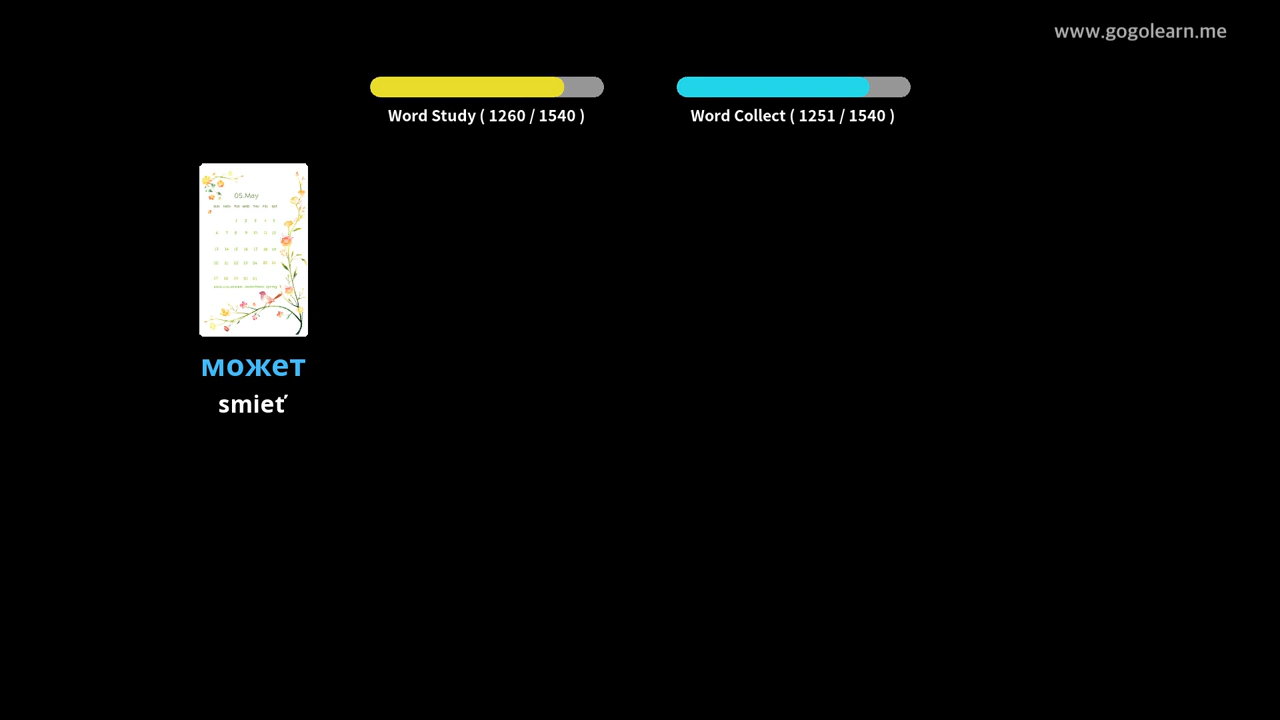 www.gogolearn.me
Word Study ( 1260 / 1540 )
Word Collect ( 1251 / 1540 )
05.May
может
smieť